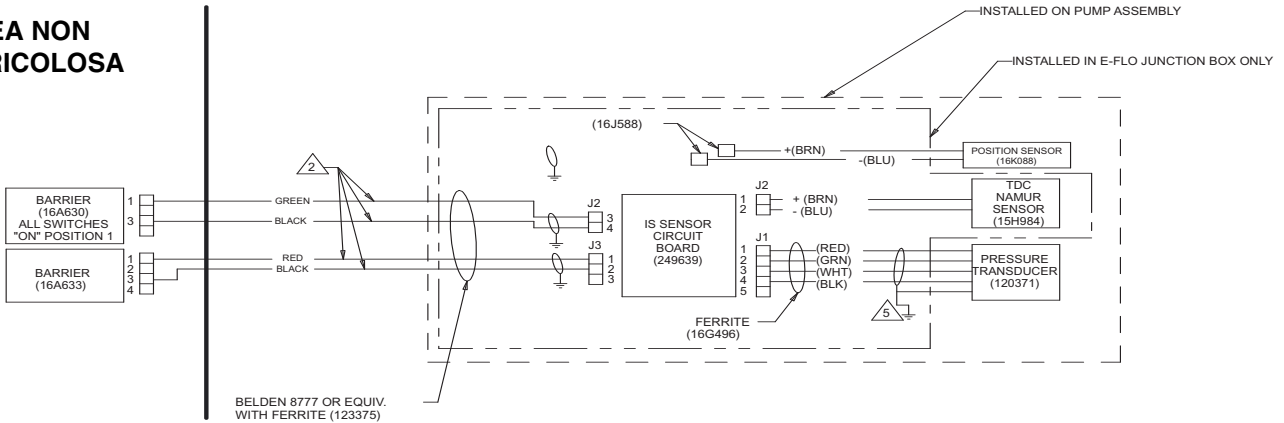 EA NON
RICOLOSA
INSTALLED ON PUMP ASSEMBLY
INSTALLED IN E-FLO JUNCTION BOX ONLY
(16J588)
+(BRN)
-(BLU)
POSITION SENSOR
(16K088)
2
BARRIER
(16A630)
ALL SWITCHES
"ON" POSITION 1
1
3
GREEN
BLACK
J2
3
4
IS SENSOR
CIRCUIT
BOARD
(249639)
J2
1
2
+ (BRN)
- (BLU)
TDC
NAMUR
SENSOR
(15H984)
BARRIER
(16A633)
1
2
3
4
RED
BLACK
J3
1
2
3
J1
1
2
3
4
5
(RED)
(GRN)
(WHT)
(BLK)
PRESSURE
TRANSDUCER
(120371)
5
FERRITE
(16G496)
BELDEN 8777 OR EQUIV.
WITH FERRITE (123375)